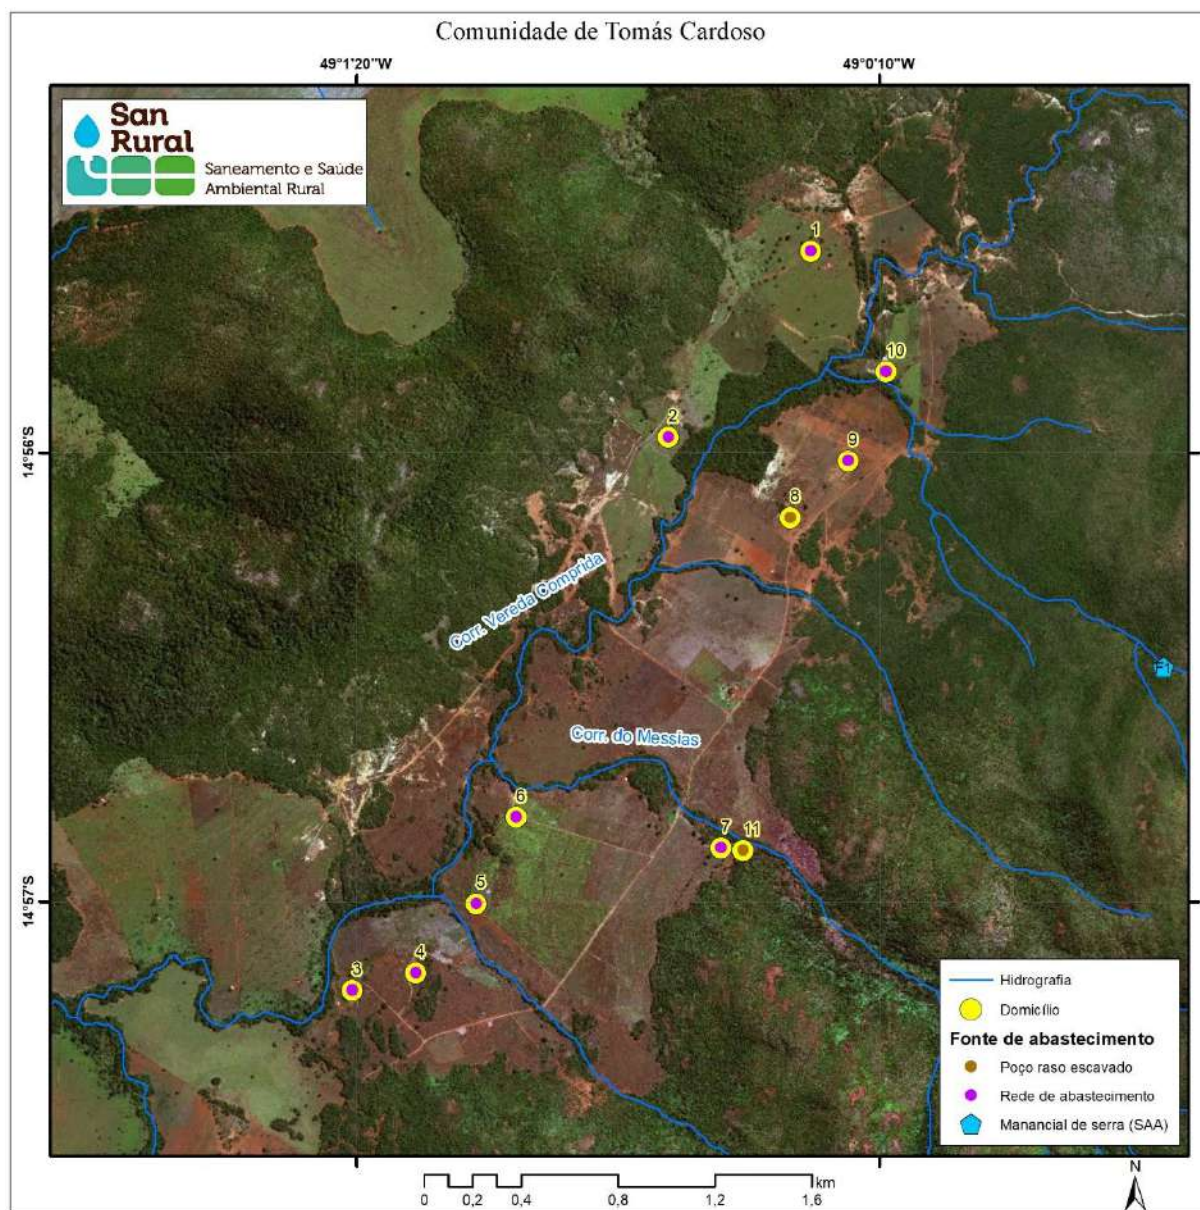 Comunidade de Tomás Cardoso
49°1'20"W
49°0'10"W
San
Rural
Saneamento e Saúde
Ambiental Rural
1
10
2
14°56'S
9
8
Corr. Vereda Comprida
F1
Corr. do Messias
6
7
11
5
14°57'S
4
3
Hidrografia
Domicílio
Fonte de abastecimento
Poço raso escavado
Rede de abastecimento
Manancial de serra (SAA)
N
km
0
0,2
0,4
0,8
1,2
1,6